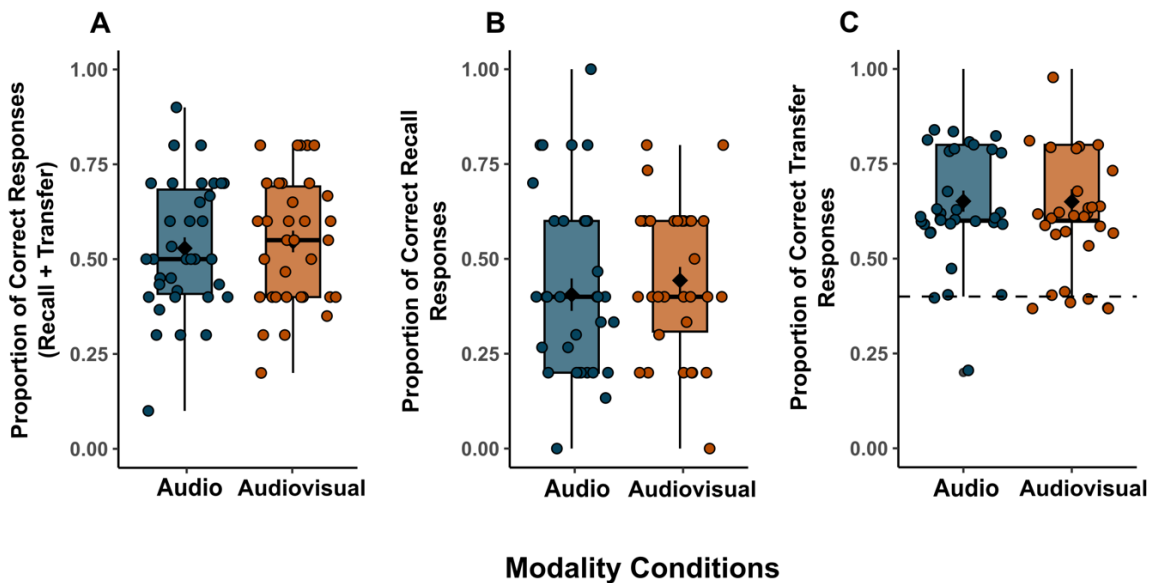 A
Proportion of Correct Responses
(Recall + Transfer)
1.00
0.75
0.50
0.25
0.00
Audio
Audiovisual
B
Proportion of Correct Recall
Responses
1.00
0.75
0.50
0.25
0.00
Audio
Audiovisual
C
Proportion of Correct Transfer
Responses
1.00
0.75
0.50
0.25
0.00
Audio
Audiovisual
Modality Conditions